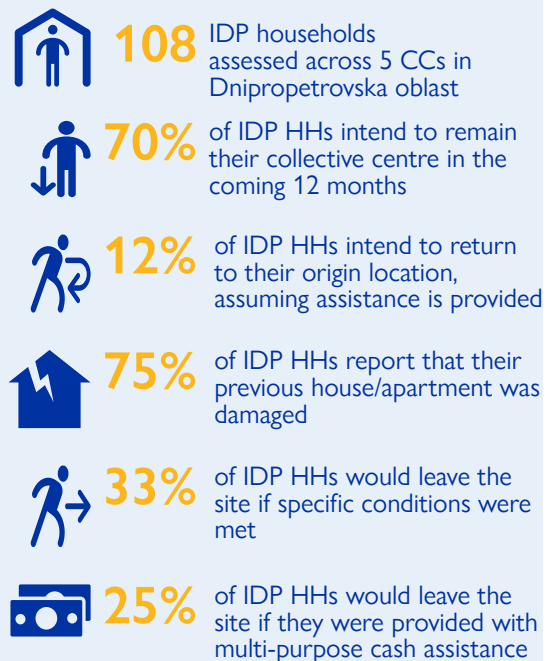 108 IDP households
assessed across 5 CCs in
Dnipropetrovska oblast
70% of IDP HHs intend to remain
their collective centre in the
coming 12 months
12% of IDP HHs intend to return
to their origin location,
assuming assistance is provided
75% of IDP HHs report that their
previous house/apartment was
damaged
33% of IDP HHs would leave the
site if specific conditions were
met
25% of IDP HHs would leave the
site if they were provided with
multi-purpose cash assistance